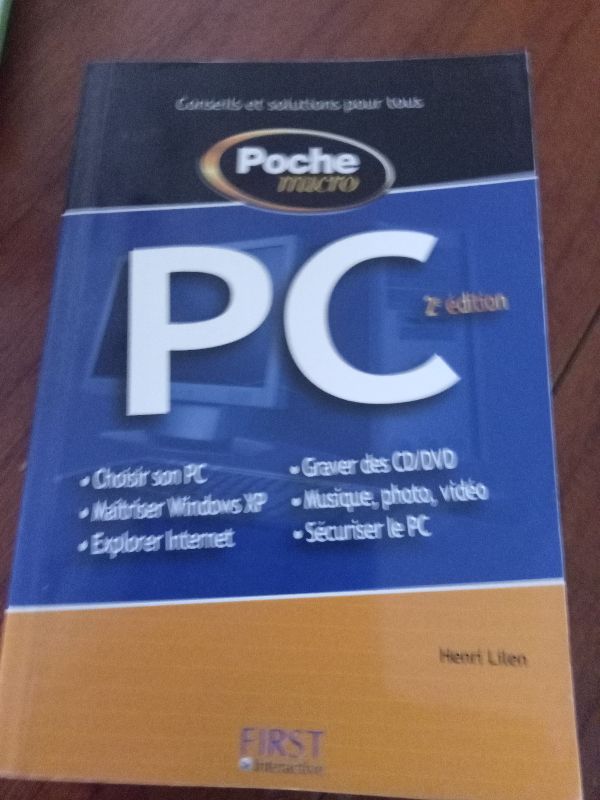 Conseils et solutions pour tous
Poche
micro
PC
2e édition
• Choisir son PC
• Maîtriser Windows XP
• Explorer Internet
• Graver des CD/DVD
• Musique, photo, vidéo
• Sécuriser le PC
Henri Lilen
FIRST
Interactive